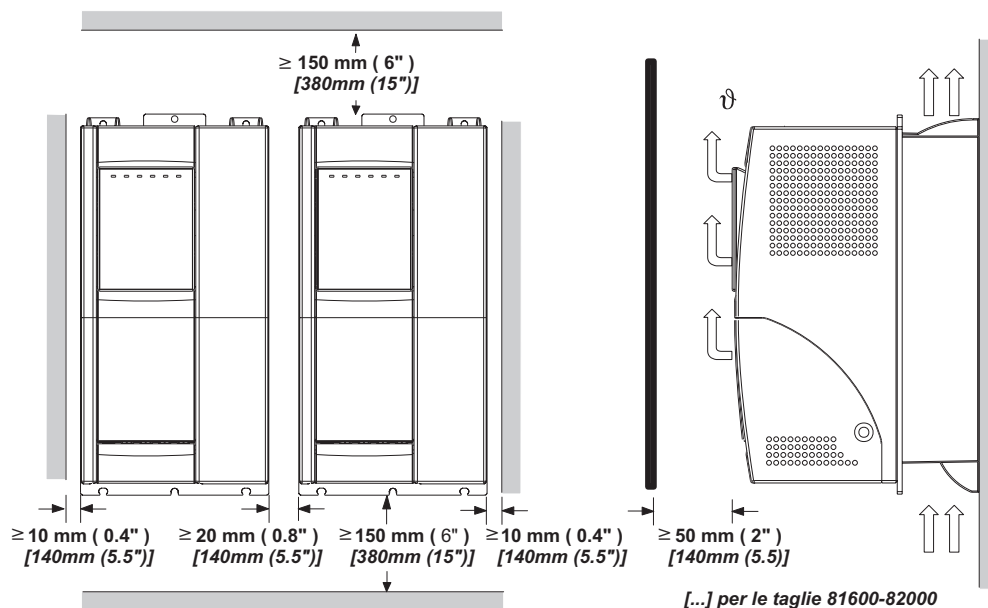 ≥ 150 mm ( 6" )
[380mm (15")]
ϑ
≥ 10 mm ( 0.4" )
[140mm (5.5")]
≥ 20 mm ( 0.8" )
[140mm (5.5")]
≥ 150 mm ( 6" )
[380mm (15")]
≥ 10 mm ( 0.4" )
[140mm (5.5")]
≥ 50 mm ( 2" )
[140mm (5.5)]
[...] per le taglie 81600-82000